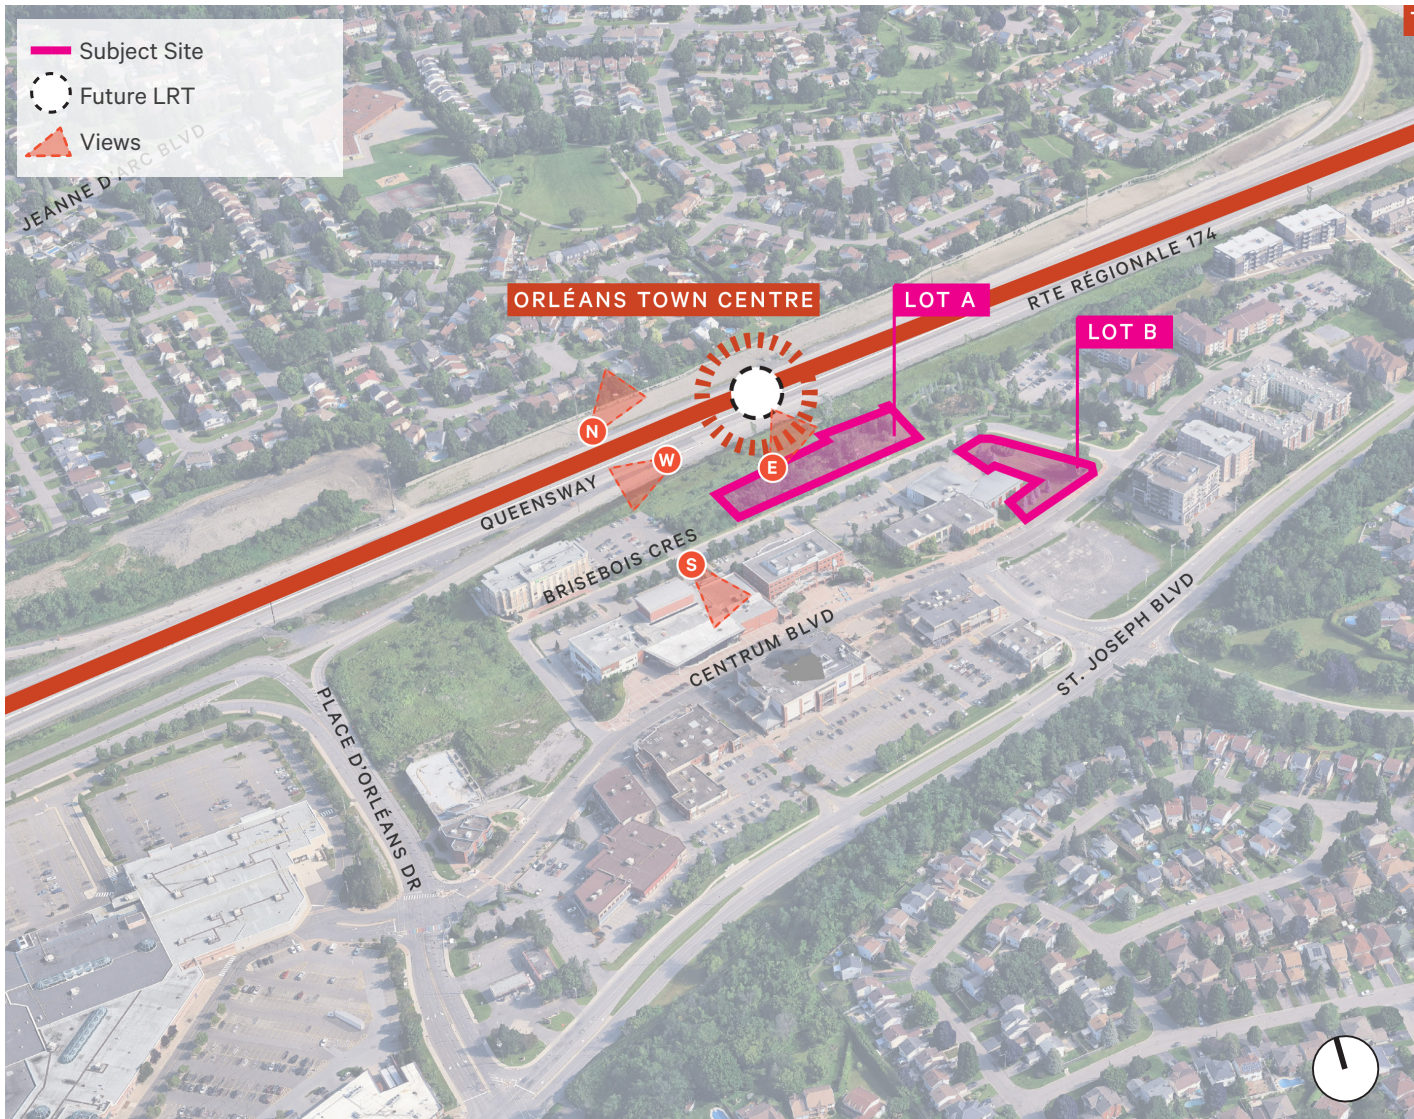 Subject Site
Future LRT
Views
JEANNE D'ARC BLVD
ORLÉANS TOWN CENTRE
LOT A
RTE RÉGIONALE 174
LOT B
N
W
E
QUEENSWAY
BRISEBOIS CRES
S
CENTRUM BLVD
ST. JOSEPH BLVD
PLACE D'ORLÉANS DR